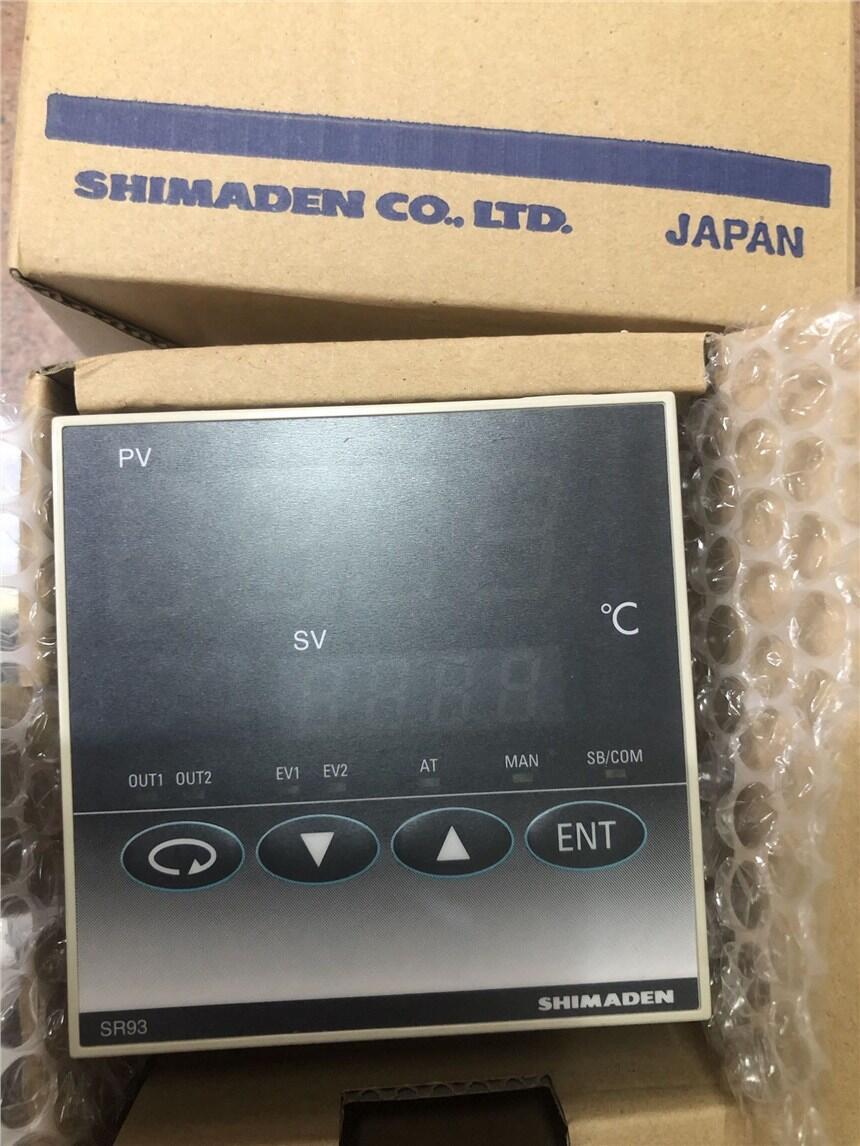 SHIMADEN CO., LTD. JAPAN
PV
°C
SV
OUT1 OUT2 EV1 EV2 AT MAN SB/COM
ENT
SHIMADEN
SR93